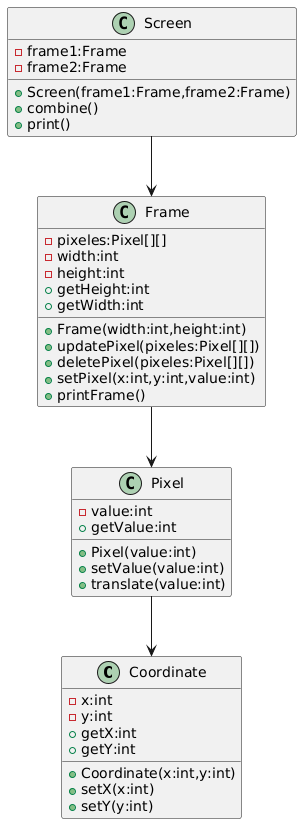 C Screen
frame1:Frame
frame2:Frame
Screen(frame1:Frame,frame2:Frame)
combine()
print()
C Frame
pixeles:Pixel[][]
width:int
height:int
getHeight:int
getWidth:int
Frame(width:int,height:int)
updatePixel(pixeles:Pixel[][])
deletePixel(pixeles:Pixel[][])
setPixel(x:int,y:int,value:int)
printFrame()
C Pixel
value:int
getValue:int
Pixel(value:int)
setValue(value:int)
translate(value:int)
C Coordinate
x:int
y:int
getX:int
getY:int
Coordinate(x:int,y:int)
setX(x:int)
setY(y:int)